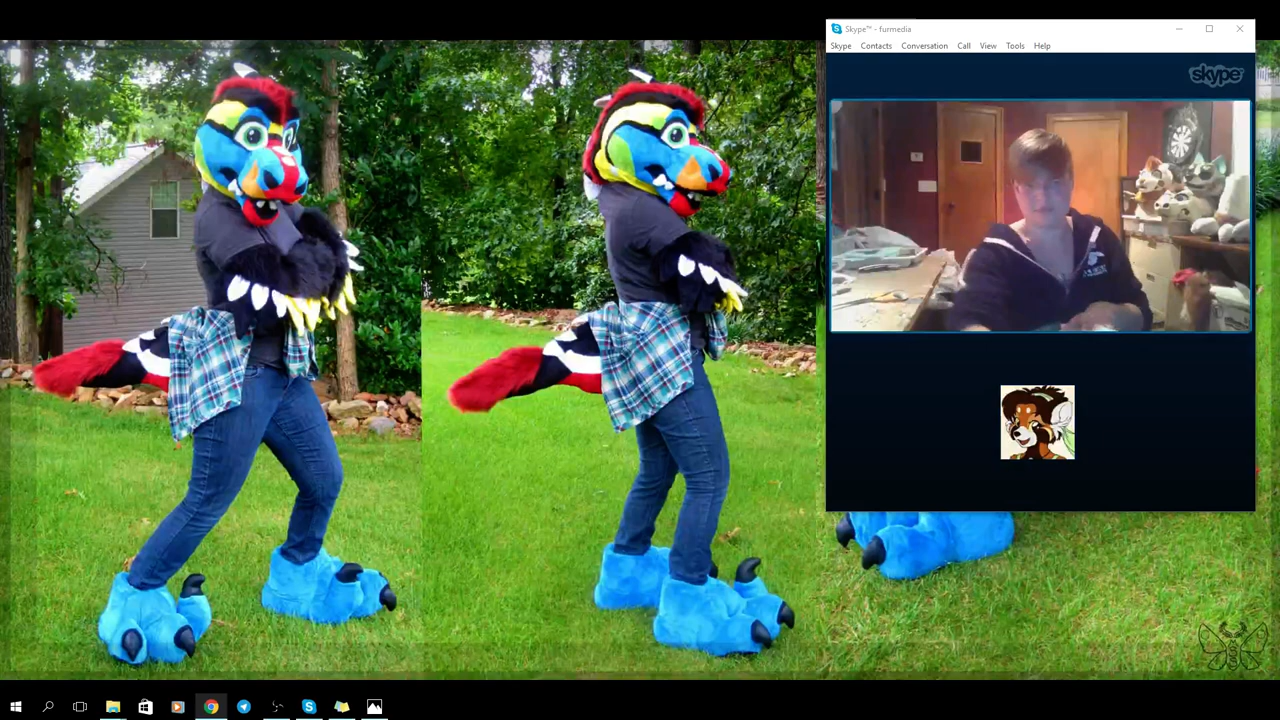 Skype™ - furmedia
Skype Contacts Conversation Call View Tools Help
skype